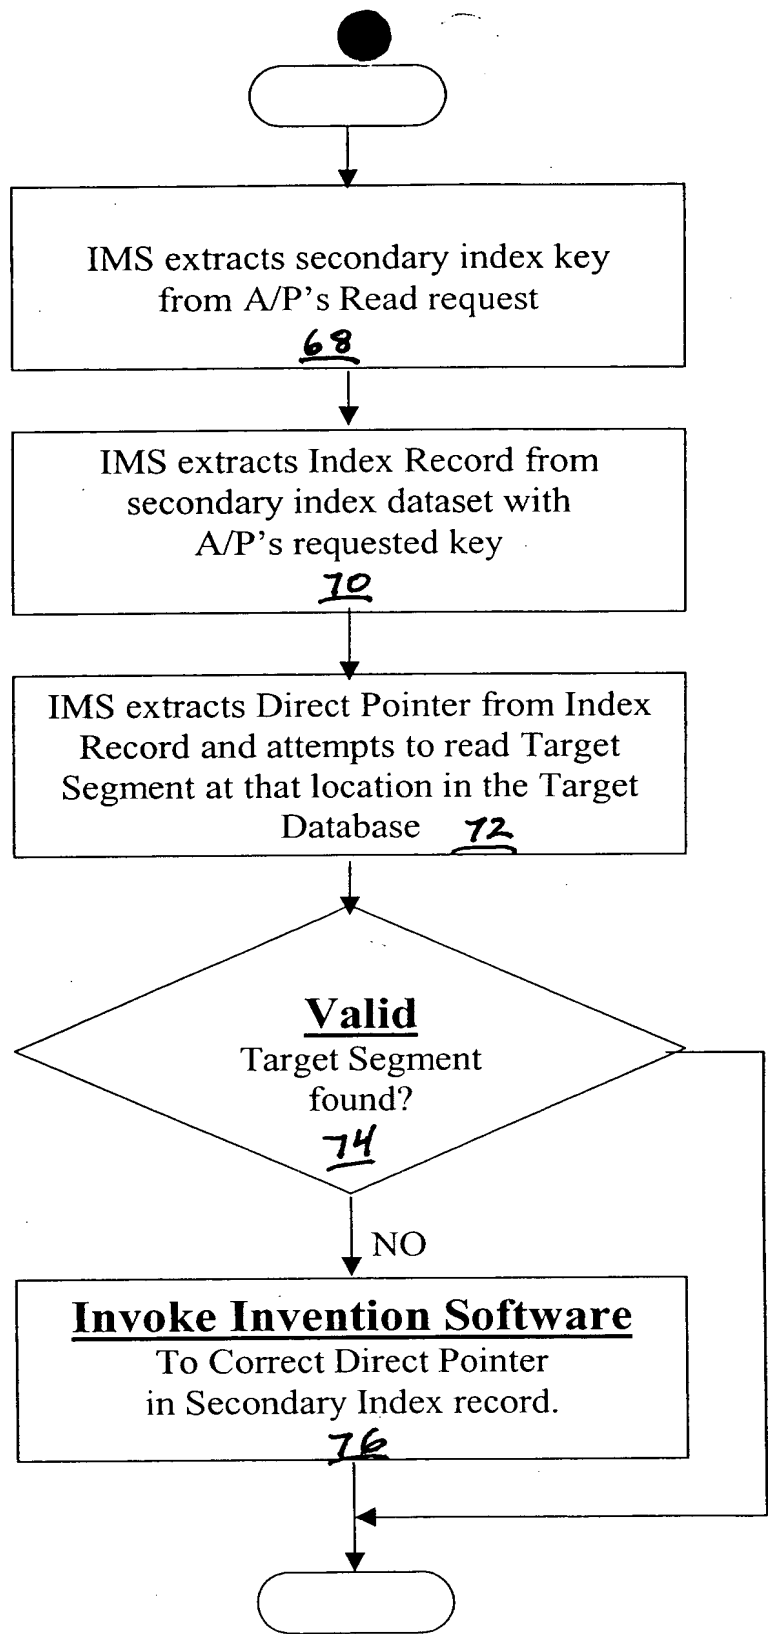 IMS extracts secondary index key
from A/P's Read request
68
IMS extracts Index Record from
secondary index dataset with
A/P's requested key
70
IMS extracts Direct Pointer from Index
Record and attempts to read Target
Segment at that location in the Target
Database 72
Valid
Target Segment
found?
74
NO
Invoke Invention Software
To Correct Direct Pointer
in Secondary Index record.
76